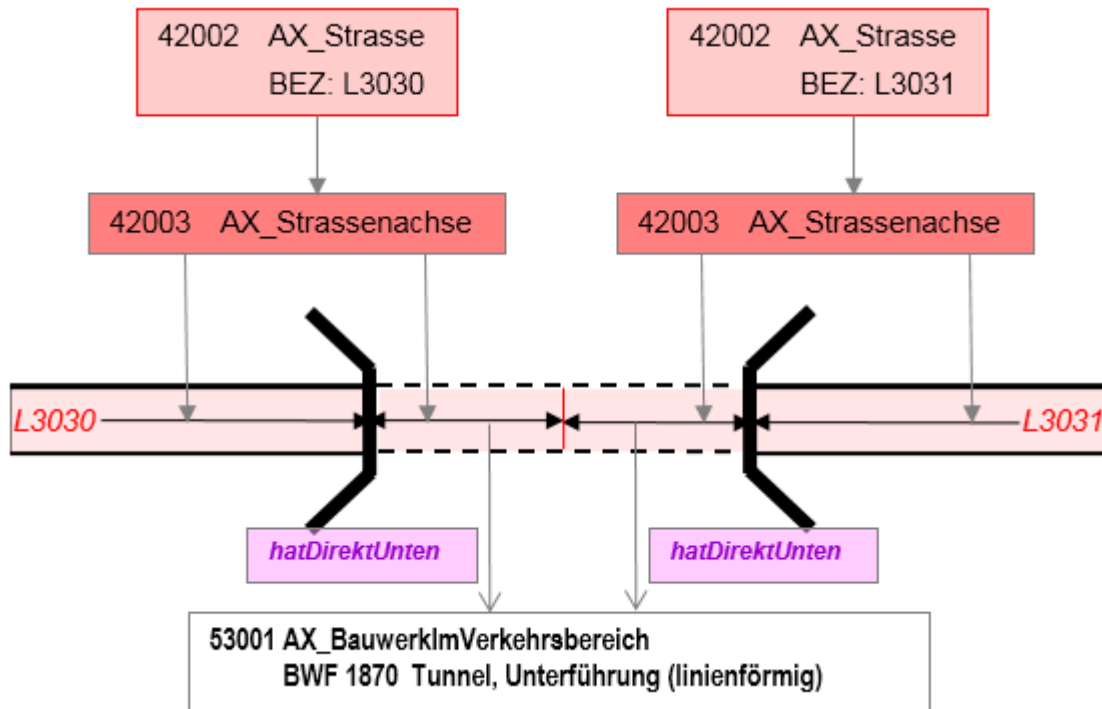 42002 AX_Strasse
BEZ: L3030
42002 AX_Strasse
BEZ: L3031
42003 AX_Strassenachse
42003 AX_Strassenachse
L3030
L3031
hatDirektUnten
hatDirektUnten
53001 AX_BauwerkImVerkehrsbereich
BWF 1870 Tunnel, Unterführung (linienförmig)